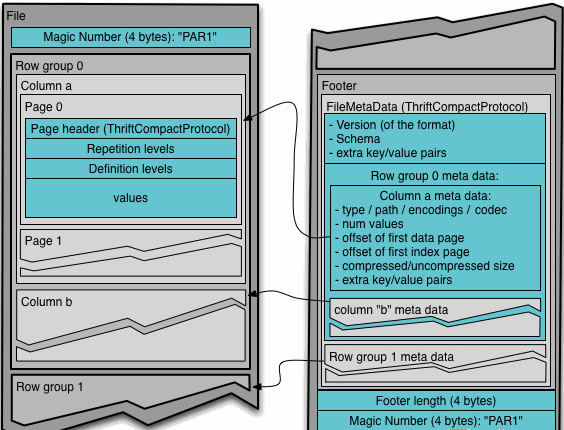 File
Magic Number (4 bytes): "PAR1"
Row group 0
Column a
Page 0
Page header (ThriftCompactProtocol)
Repetition levels
Definition levels
values
Page 1
Column b
Row group 1
Footer
FileMetaData (ThriftCompactProtocol)
- Version (of the format)
- Schema
- extra key/value pairs
Row group 0 meta data:
Column a meta data:
- type / path / encodings / codec
- num values
- offset of first data page
- offset of first index page
- compressed/uncompressed size
- extra key/value pairs
column "b" meta data
Row group 1 meta data
Footer length (4 bytes)
Magic Number (4 bytes): "PAR1"